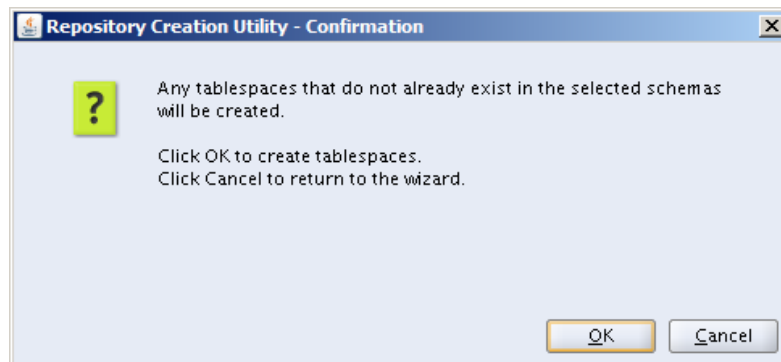 Repository Creation Utility - Confirmation
Any tablespaces that do not already exist in the selected schemas
will be created.
Click OK to create tablespaces.
Click Cancel to return to the wizard.
OK
Cancel